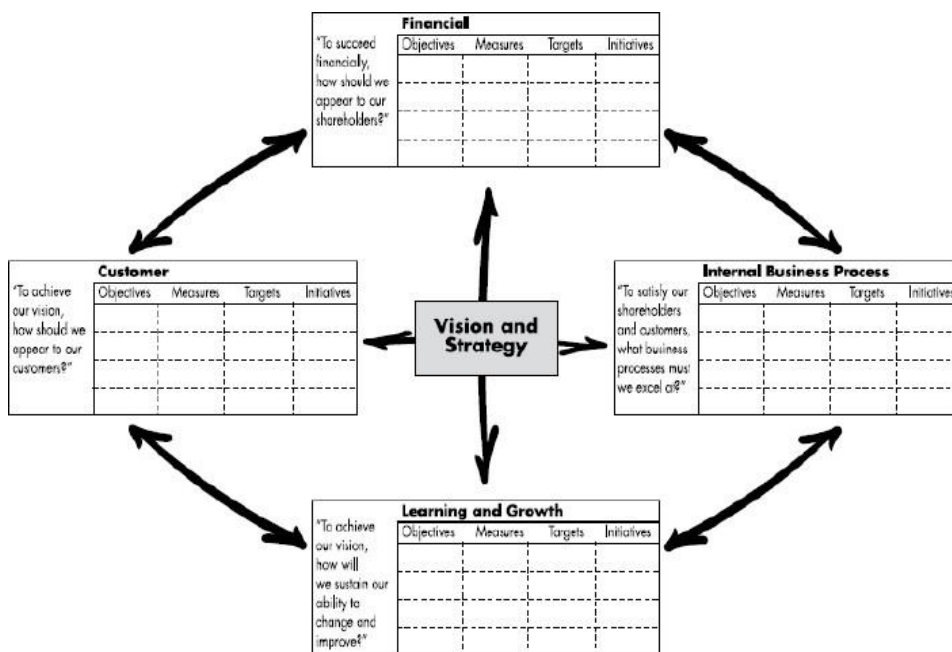 Financial
"To succeed
financially,
how should we
appear to our
shareholders?"
Objectives Measures Targets Initiatives
Customer
"To achieve
our vision,
how should we
appear to our
customers?"
Objectives Measures Targets Initiatives
Vision and
Strategy
Internal Business Process
"To satisfy our
shareholders
and customers,
what business
processes must
we excel at?"
Objectives Measures Targets Initiatives
Learning and Growth
"To achieve
our vision,
how will
we sustain our
ability to
change and
improve?"
Objectives Measures Targets Initiatives